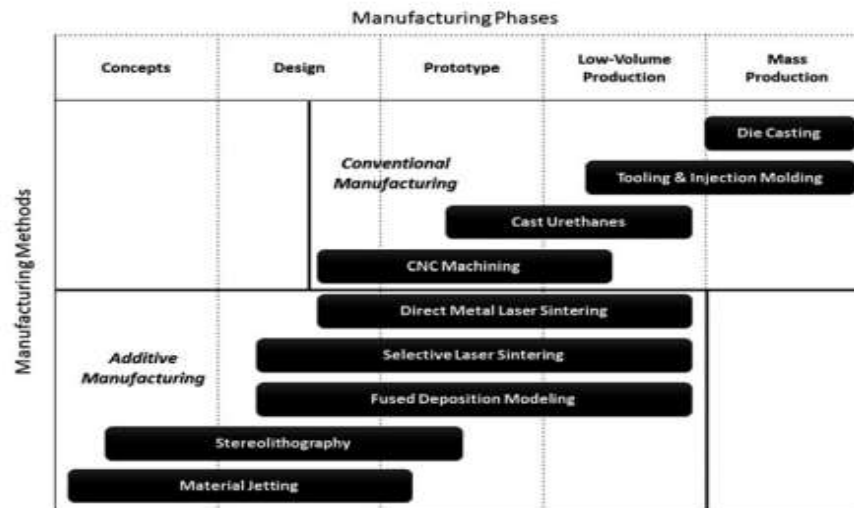 Manufacturing Phases
Concepts
Design
Prototype
Low-Volume
Production
Mass
Production
Manufacturing Methods
Die Casting
Conventional
Manufacturing
Tooling & Injection Molding
Cast Urethanes
CNC Machining
Direct Metal Laser Sintering
Additive
Manufacturing
Selective Laser Sintering
Fused Deposition Modeling
Stereolithography
Material Jetting